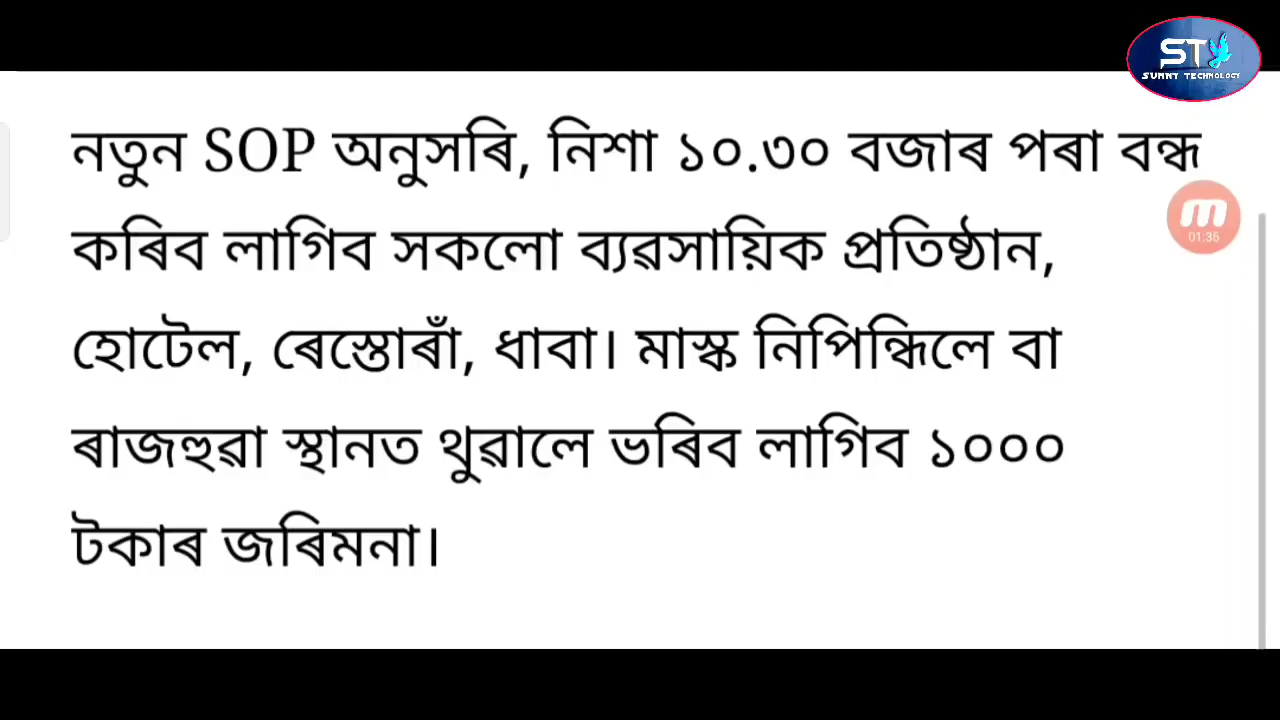 ST
SUNNY TECHNOLOGY
নতুন SOP অনুসৰি, নিশা ১০.৩০ বজাৰ পৰা বন্ধ
কৰিব লাগিব সকলো ব্যৱসায়িক প্ৰতিষ্ঠান,
01:36
হোটেল, ৰেস্তোৰাঁ, ধাবা। মাস্ক নিপিন্ধিলে বা
ৰাজহুৱা স্থানত থুৱালে ভৰিব লাগিব ১০০০
টকাৰ জৰিমনা।